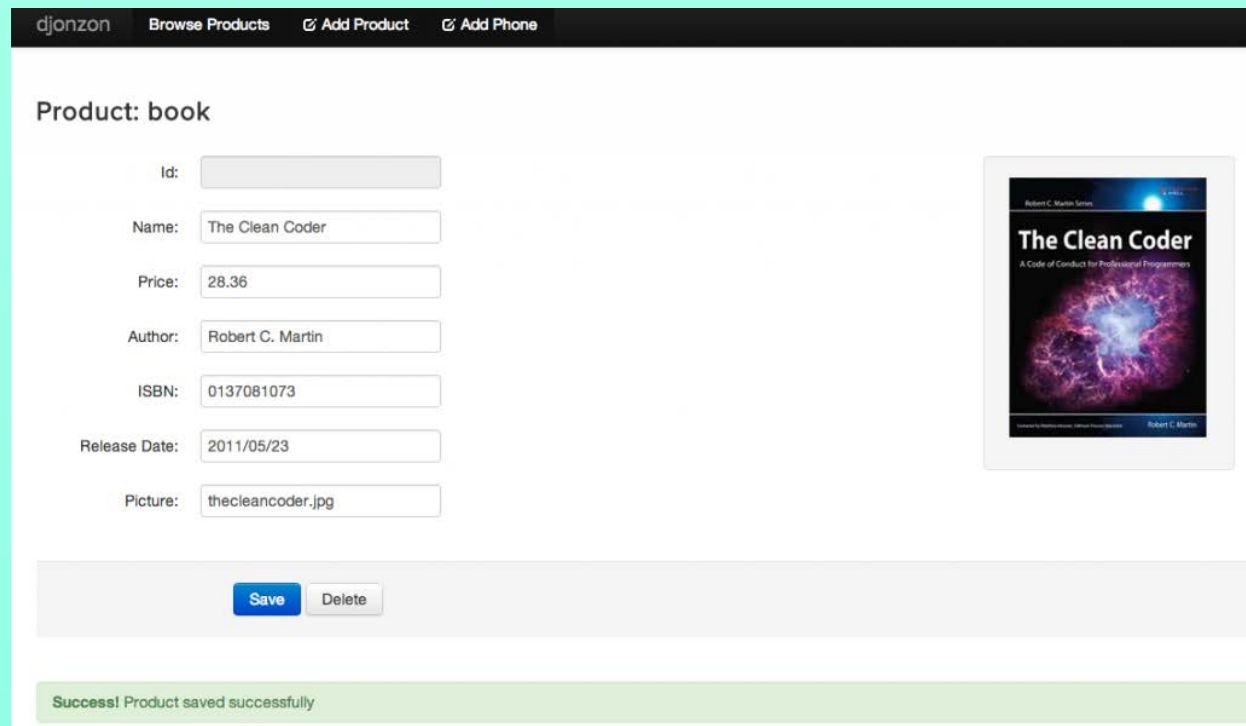 djonzon Browse Products Add Product Add Phone
Product: book
Id:
Name: The Clean Coder
Price: 28.36
Author: Robert C. Martin
ISBN: 0137081073
Release Date: 2011/05/23
Picture: thecleancoder.jpg
Robert C. Martin Series
The Clean Coder
A Code of Conduct for Professional Programmers
Robert C. Martin
Save Delete
Success! Product saved successfully